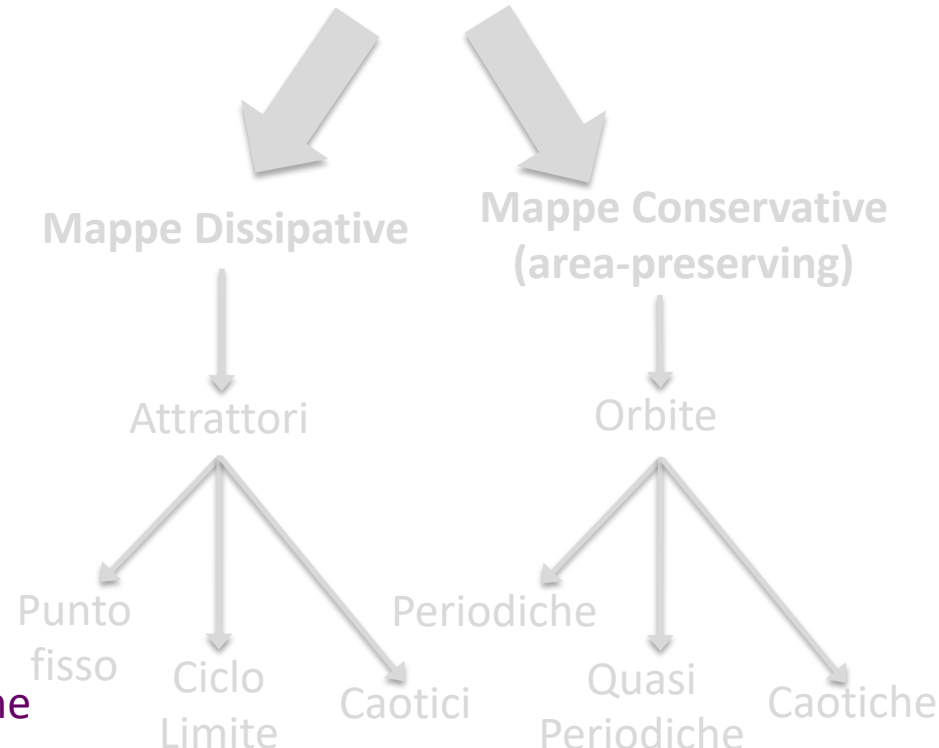 Mappe Dissipative
Mappe Conservative
(area-preserving)
Attrattori
Orbite
Punto
fisso
Ciclo
Limite
Caotici
Periodiche
Quasi
Periodiche
Caotiche